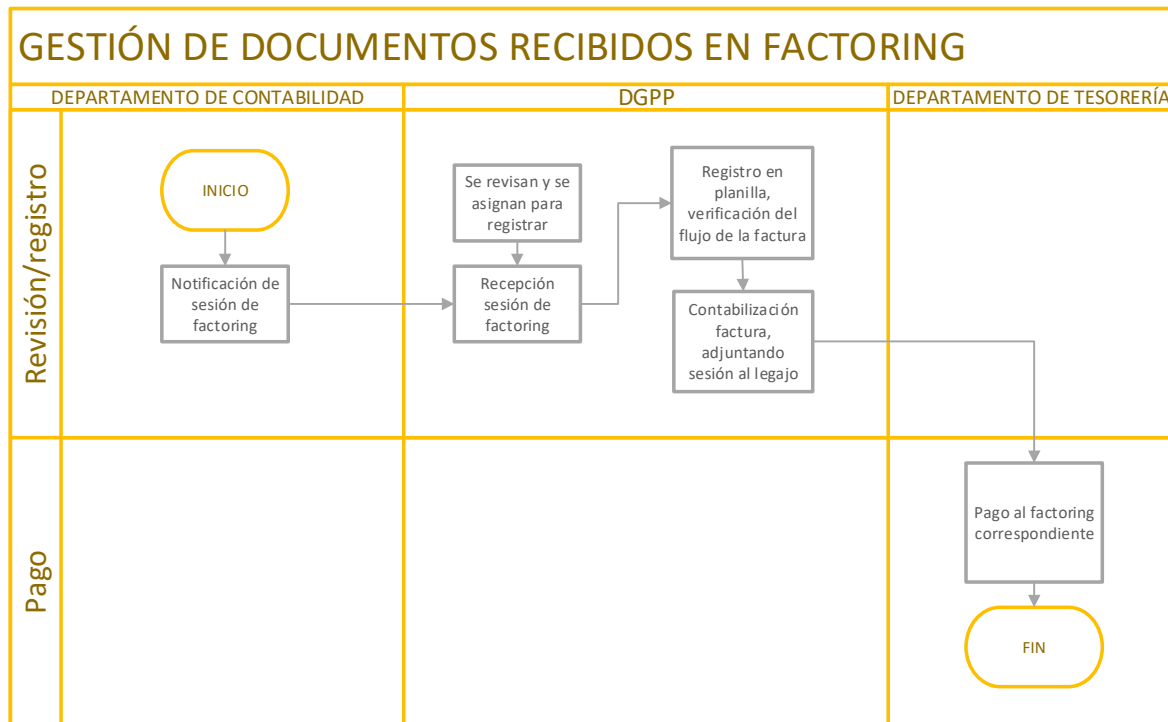 GESTIÓN DE DOCUMENTOS RECIBIDOS EN FACTORING
DEPARTAMENTO DE CONTABILIDAD
DGPP
DEPARTAMENTO DE TESORERÍA
Revisión/registro
INICIO
Notificación de
sesión de
factoring
Se revisan y se
asignan para
registrar
Recepción
sesión de
factoring
Registro en
planilla,
verificación del
flujo de la factura
Contabilización
factura,
adjuntando
sesión al legajo
Pago
Pago al factoring
correspondiente
FIN